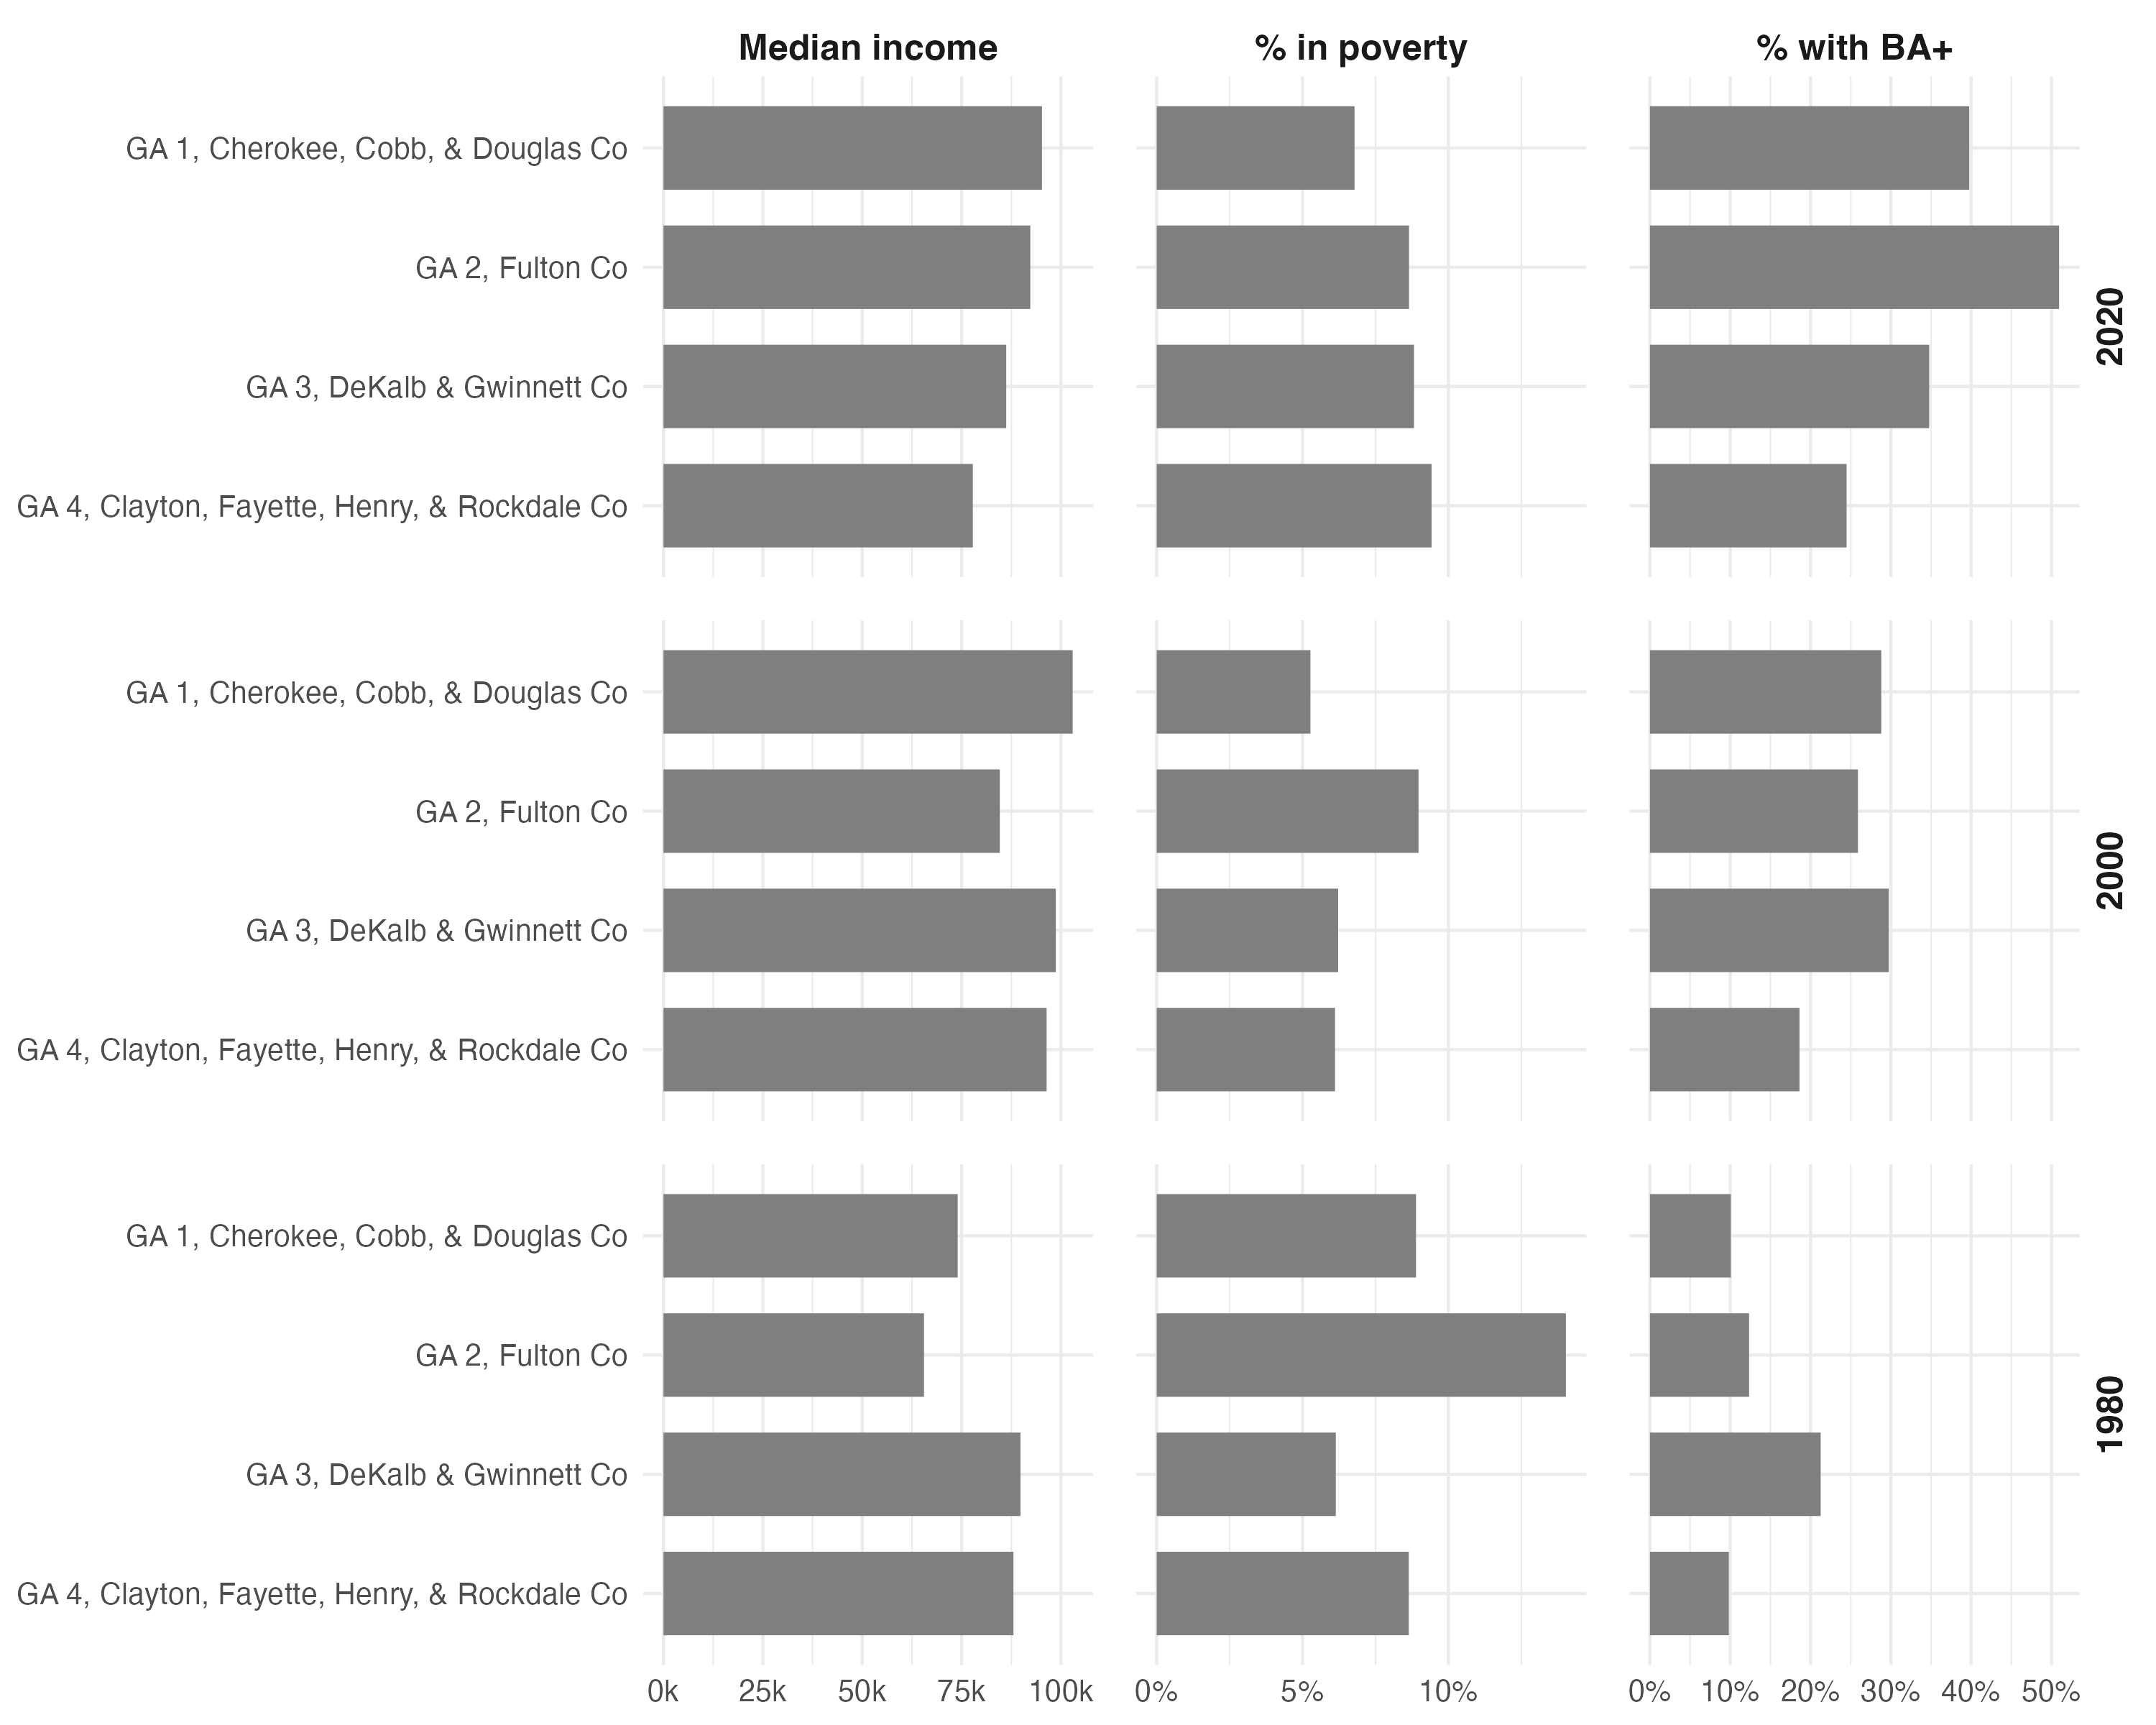 Median income
% in poverty
% with BA+
GA 1, Cherokee, Cobb, & Douglas Co
GA 2, Fulton Co
GA 3, DeKalb & Gwinnett Co
GA 4, Clayton, Fayette, Henry, & Rockdale Co
2020
GA 1, Cherokee, Cobb, & Douglas Co
GA 2, Fulton Co
GA 3, DeKalb & Gwinnett Co
GA 4, Clayton, Fayette, Henry, & Rockdale Co
2000
GA 1, Cherokee, Cobb, & Douglas Co
GA 2, Fulton Co
GA 3, DeKalb & Gwinnett Co
GA 4, Clayton, Fayette, Henry, & Rockdale Co
1980
0k 25k 50k 75k 100k
0% 5% 10%
0% 10% 20% 30% 40% 50%